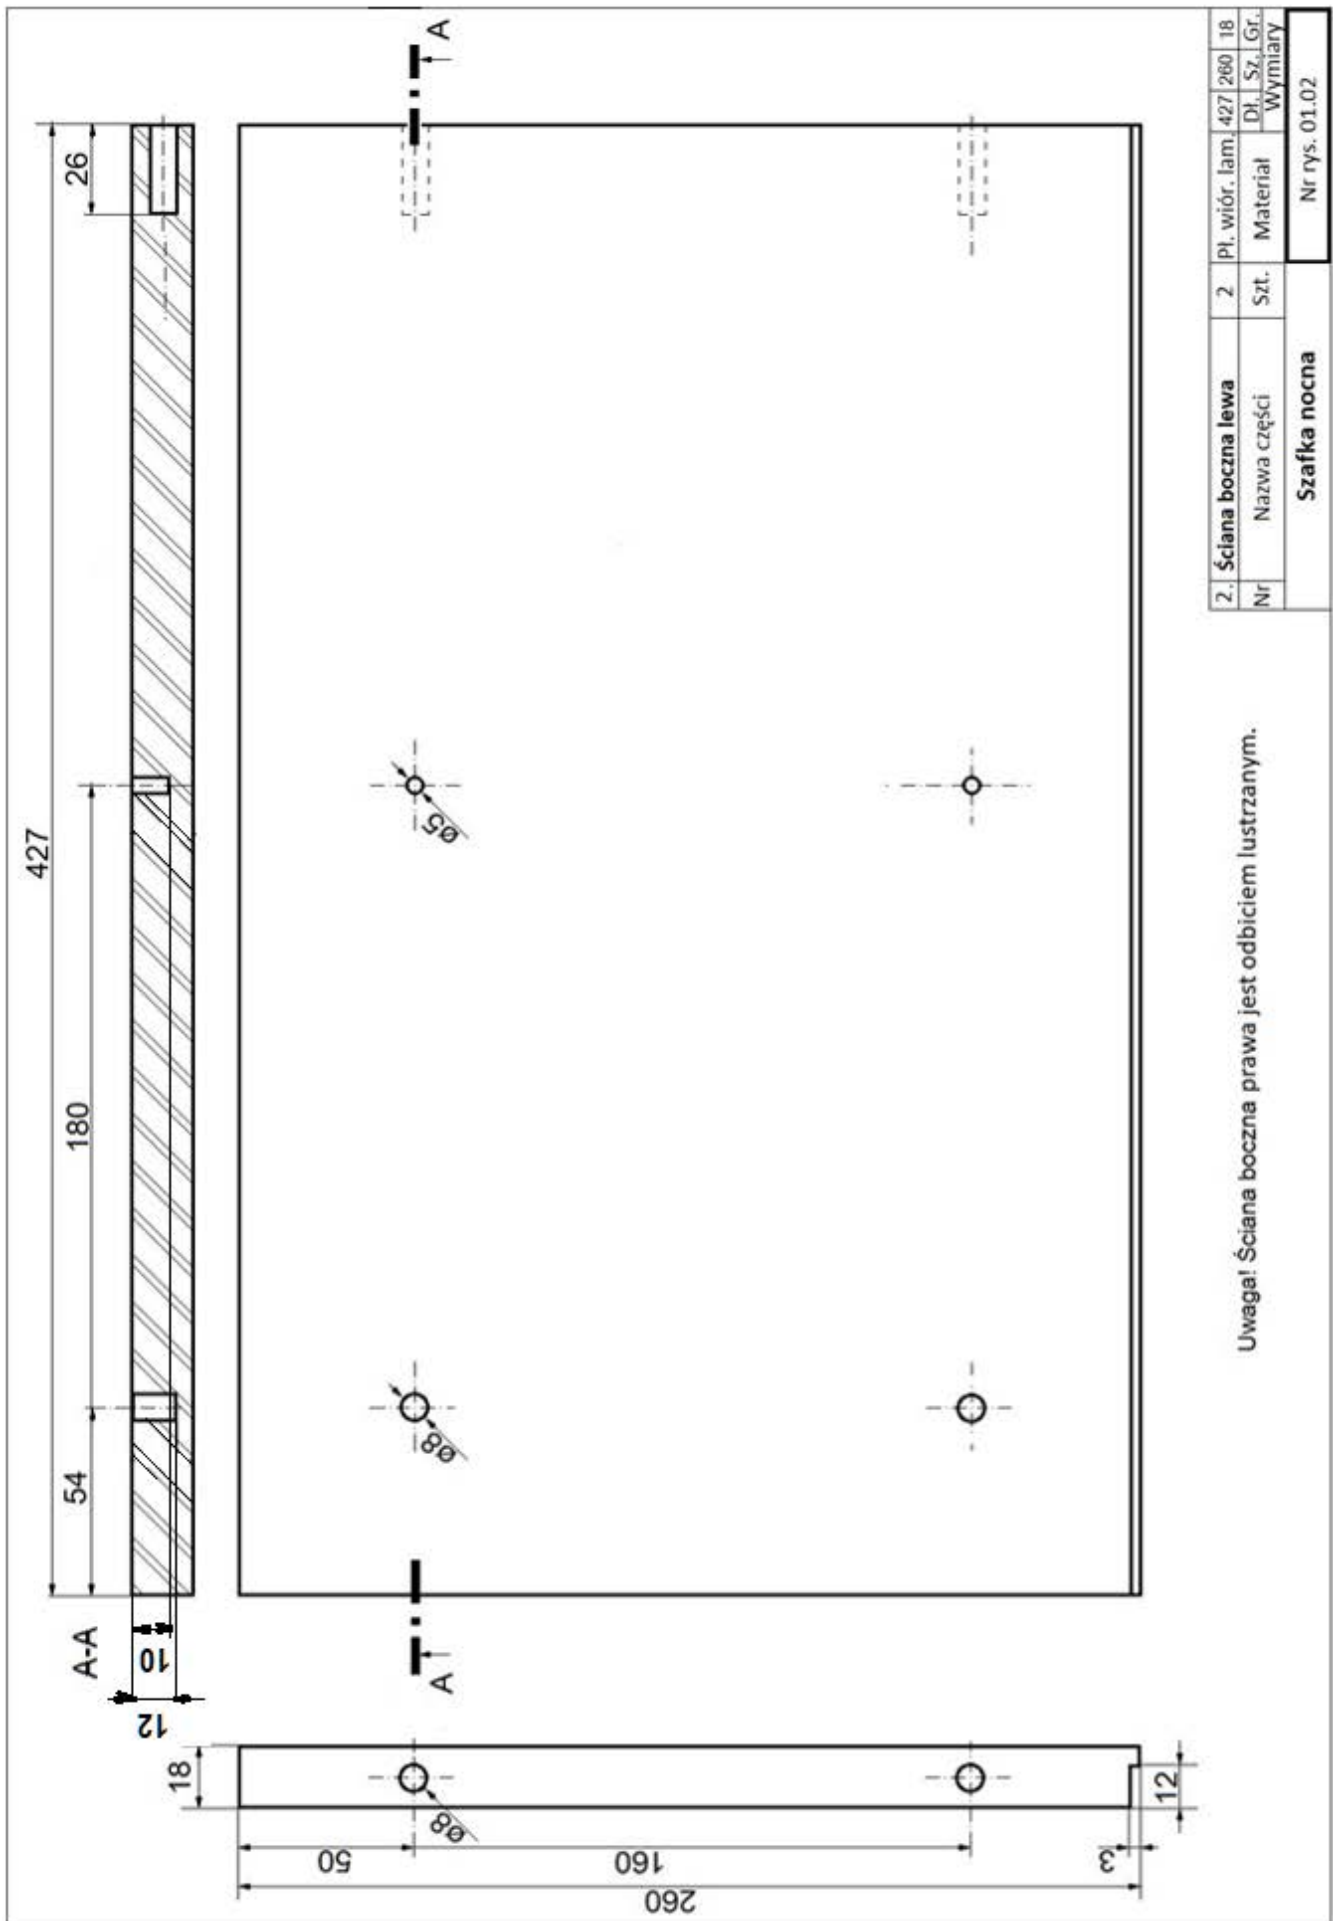 427
26
180
54
A-A
10
12
A
A
ø5
ø8
18
ø8
50
160
260
3
12
Uwaga! Ściana boczna prawa jest odbiciem lustrzanym.
2. Ściana boczna lewa 2 Pł. wiór. lam. 427 260 18
Nr Nazwa części Szt. Materiał Dł. Sz. Gr.
Wymiary
Szafka nocna Nr rys. 01.02